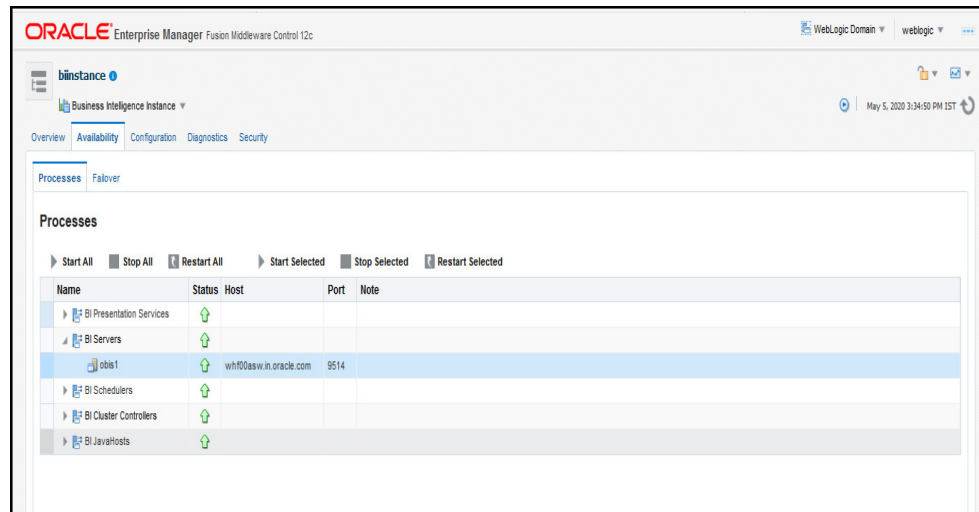 ORACLE Enterprise Manager Fusion Middleware Control 12c
WebLogic Domain
weblogic
biinstance
Business Intelligence Instance
May 5, 2020 3:34:50 PM IST
Overview Availability Configuration Diagnostics Security
Processes Failover
Processes
Start All Stop All Restart All Start Selected Stop Selected Restart Selected
Name Status Host Port Note
BI Presentation Services
BI Servers
obis1 whf00asw.in.oracle.com 9514
BI Schedulers
BI Cluster Controllers
BI JavaHosts